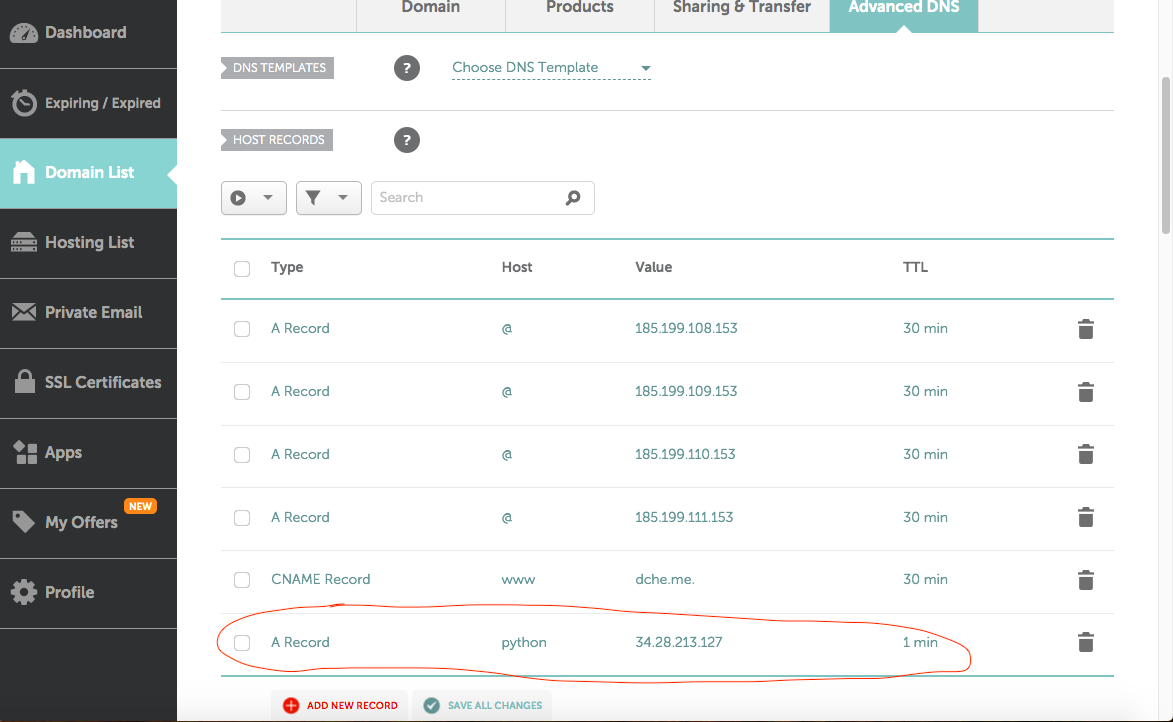 Domain
Products
Sharing & Transfer
Advanced DNS
Dashboard
Expiring / Expired
Domain List
Hosting List
Private Email
SSL Certificates
Apps
NEW
My Offers
Profile
DNS TEMPLATES
?
Choose DNS Template
HOST RECORDS
?
Search
Type Host Value TTL
A Record @ 185.199.108.153 30 min
A Record @ 185.199.109.153 30 min
A Record @ 185.199.110.153 30 min
A Record @ 185.199.111.153 30 min
CNAME Record www dche.me. 30 min
A Record python 34.28.213.127 1 min
ADD NEW RECORD
SAVE ALL CHANGES